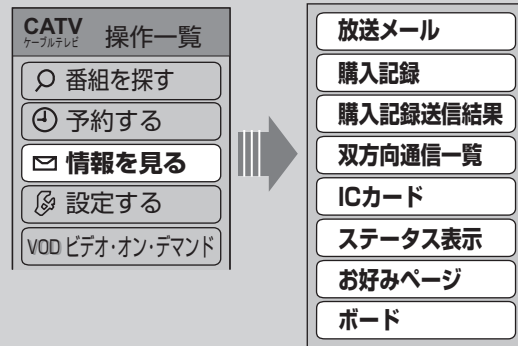 CATV 操作一覧
ケーブルテレビ
番組を探す
予約する
情報を見る
設定する
VOD ビデオ・オン・デマンド
放送メール
購入記録
購入記録送信結果
双方向通信一覧
ICカード
ステータス表示
お好みページ
ボード